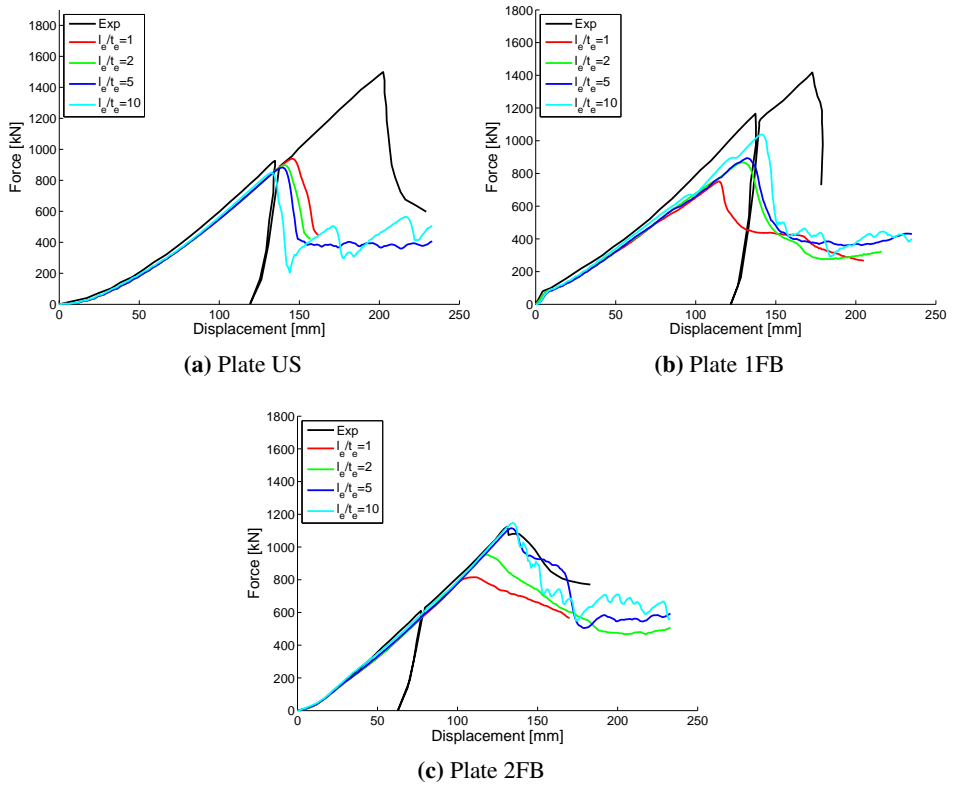 1800
1600
1400
1200
1000
800
600
400
200
0
Force [kN]
Exp
l_e/t_e=1
l_e/t_e=2
l_e/t_e=5
l_e/t_e=10
0 50 100 150 200 250
Displacement [mm]
(a) Plate US
1800
1600
1400
1200
1000
800
600
400
200
0
Force [kN]
Exp
l_e/t_e=1
l_e/t_e=2
l_e/t_e=5
l_e/t_e=10
0 50 100 150 200 250
Displacement [mm]
(b) Plate 1FB
1800
1600
1400
1200
1000
800
600
400
200
0
Force [kN]
Exp
l_e/t_e=1
l_e/t_e=2
l_e/t_e=5
l_e/t_e=10
0 50 100 150 200 250
Displacement [mm]
(c) Plate 2FB